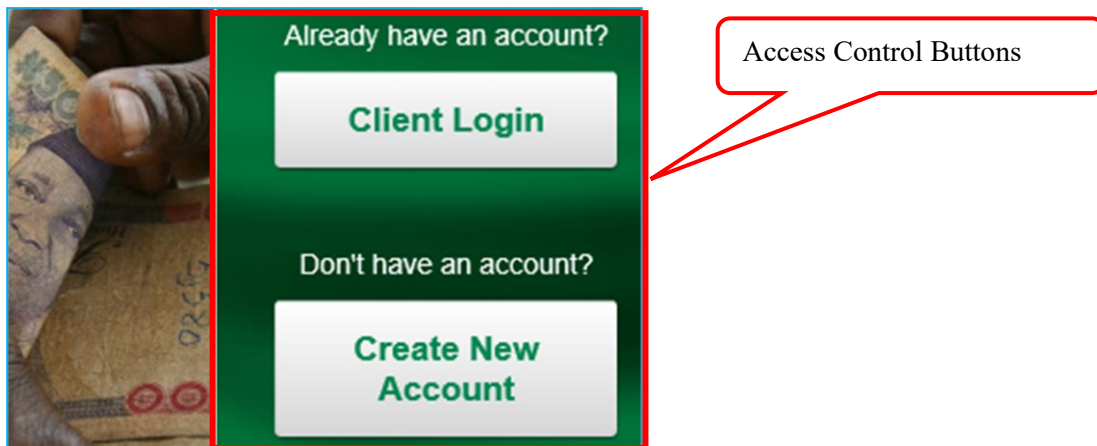 Already have an account?
Client Login
Don't have an account?
Create New
Account
Access Control Buttons